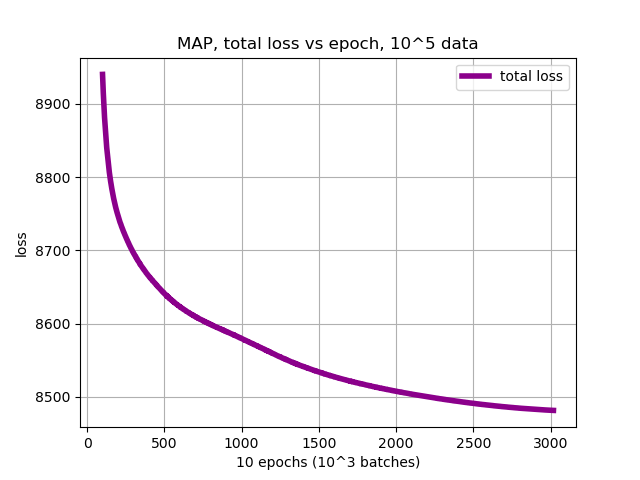 MAP, total loss vs epoch, 10^5 data
total loss
8900
8800
8700
8600
8500
loss
0 500 1000 1500 2000 2500 3000
10 epochs (10^3 batches)